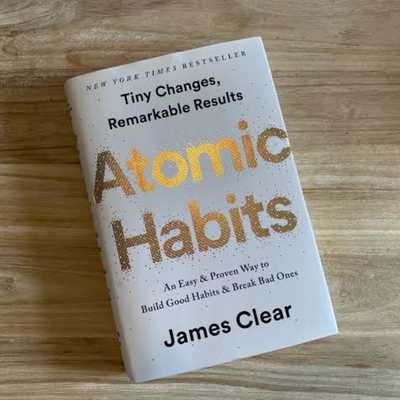 NEW YORK TIMES BESTSELLER
Tiny Changes,
Remarkable Results
Atomic
Habits
An Easy & Proven Way to
Build Good Habits & Break Bad Ones
James Clear